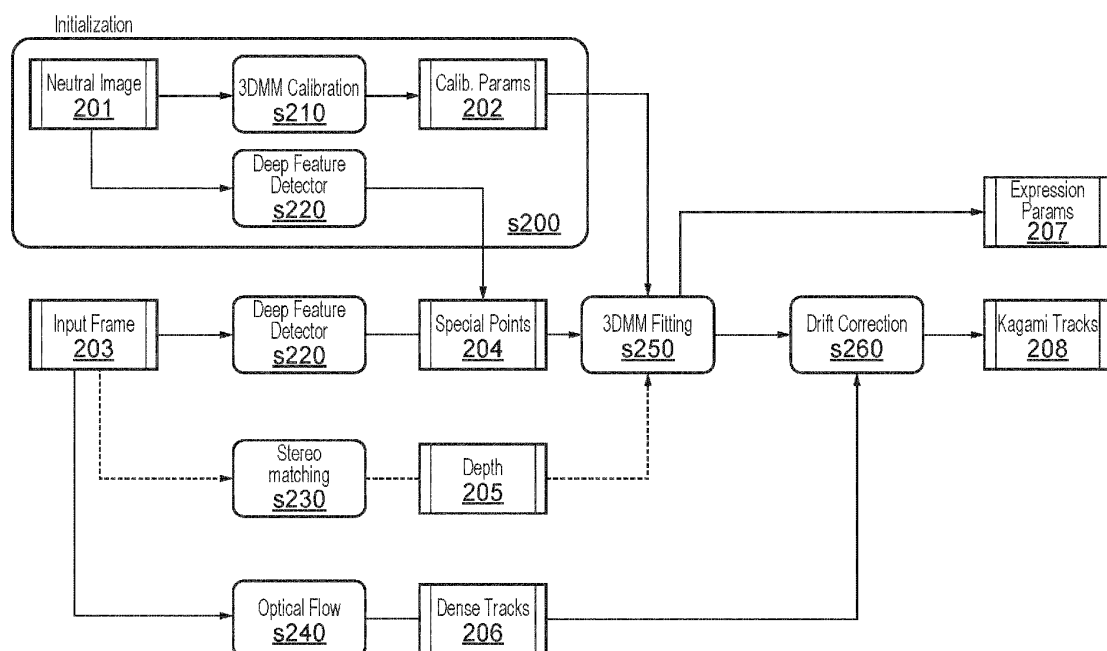 Initialization
Neutral Image
201
3DMM Calibration
s210
Calib. Params
202
Deep Feature
Detector
s220
s200
Expression
Params
207
Input Frame
203
Deep Feature
Detector
s220
Special Points
204
3DMM Fitting
s250
Drift Correction
s260
Kagami Tracks
208
Stereo
matching
s230
Depth
205
Optical Flow
s240
Dense Tracks
206